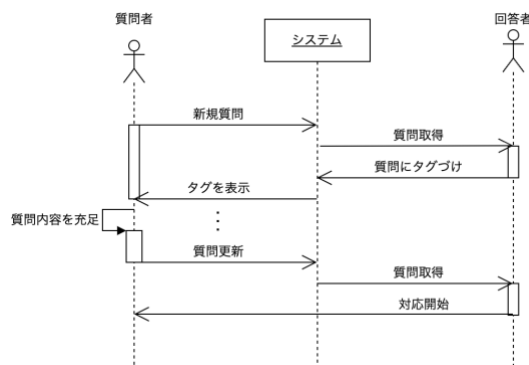 質問者
システム
回答者
新規質問
質問取得
質問にタグづけ
タグを表示
質問内容を充足
質問更新
質問取得
対応開始